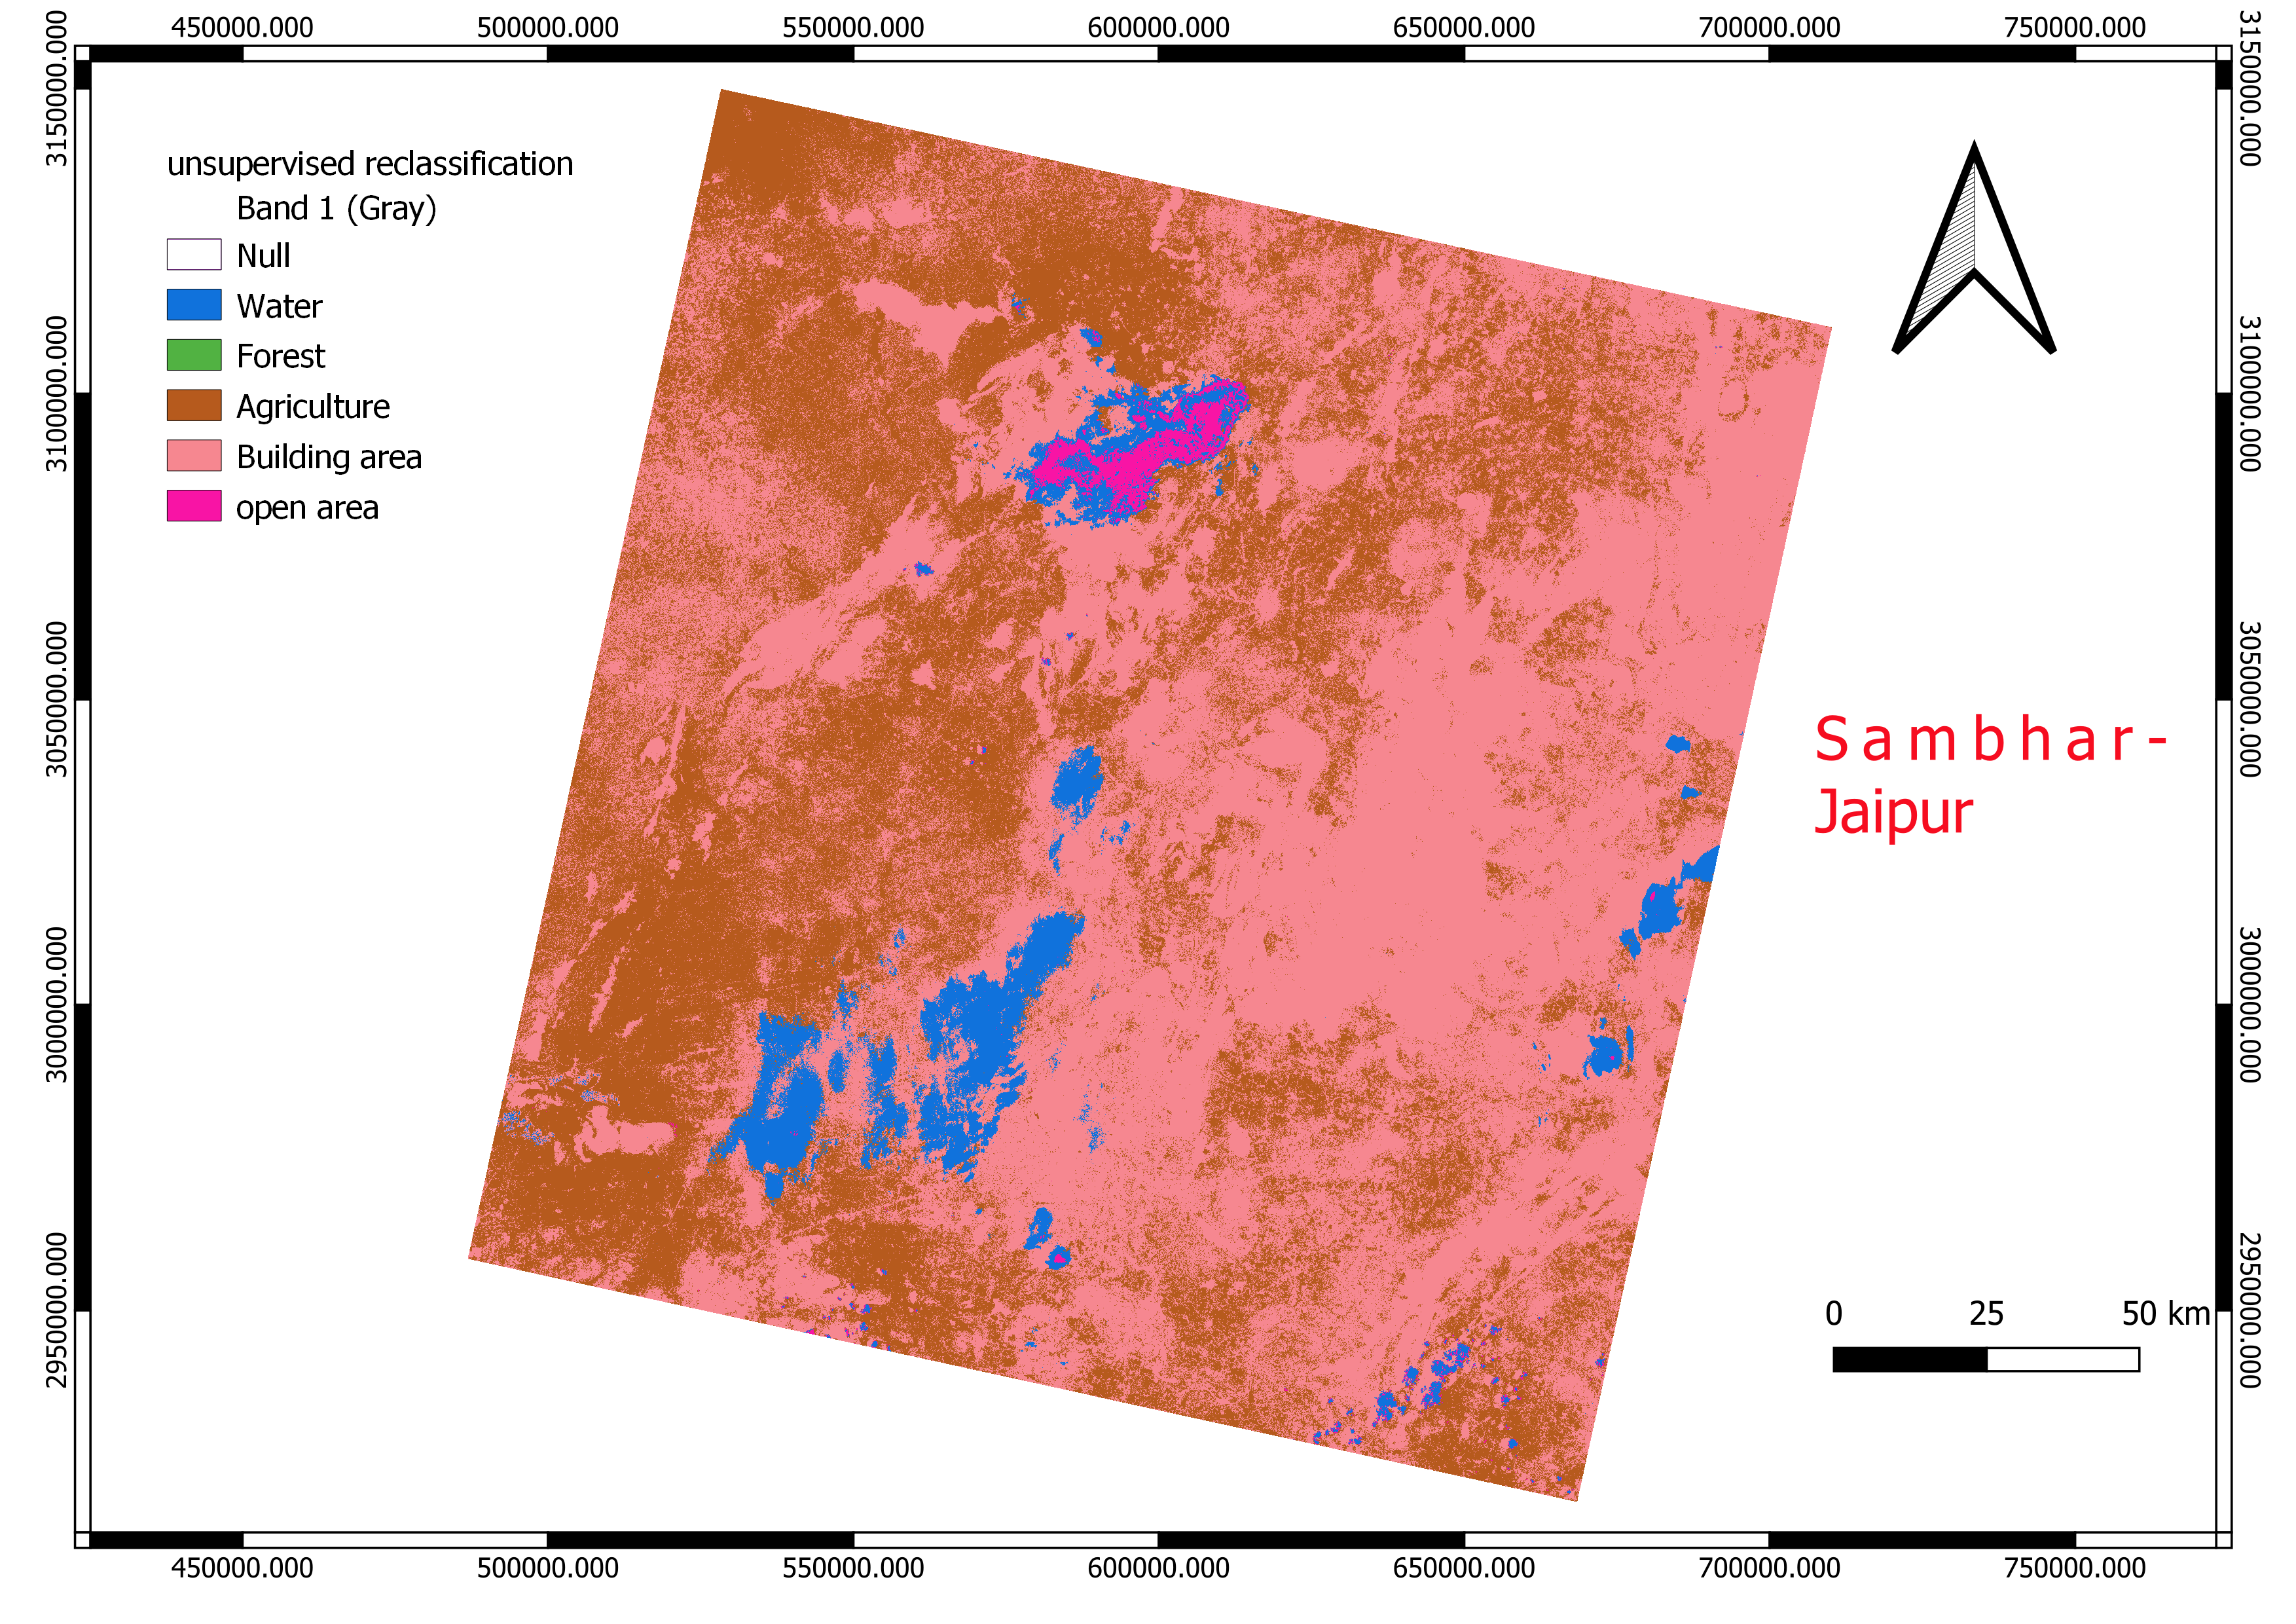 450000.000 500000.000 550000.000 600000.000 650000.000 700000.000 750000.000
3150000.000
3100000.000
3050000.000
3000000.000
2950000.000
unsupervised reclassification
Band 1 (Gray)
Null
Water
Forest
Agriculture
Building area
open area
Sambhar-
Jaipur
0 25 50 km
3150000.000
3100000.000
3050000.000
3000000.000
2950000.000
450000.000 500000.000 550000.000 600000.000 650000.000 700000.000 750000.000